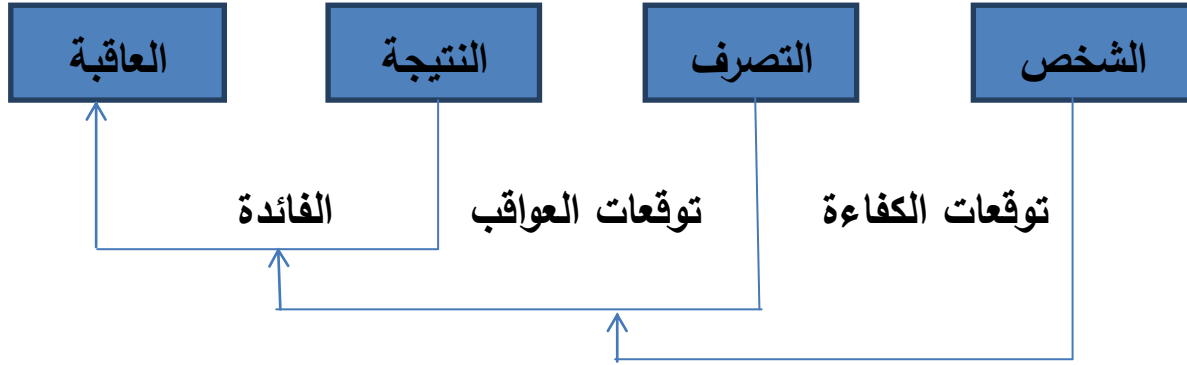 الشخص التصرف النتيجة العاقبة
توقعات الكفاءة توقعات العواقب الفائدة